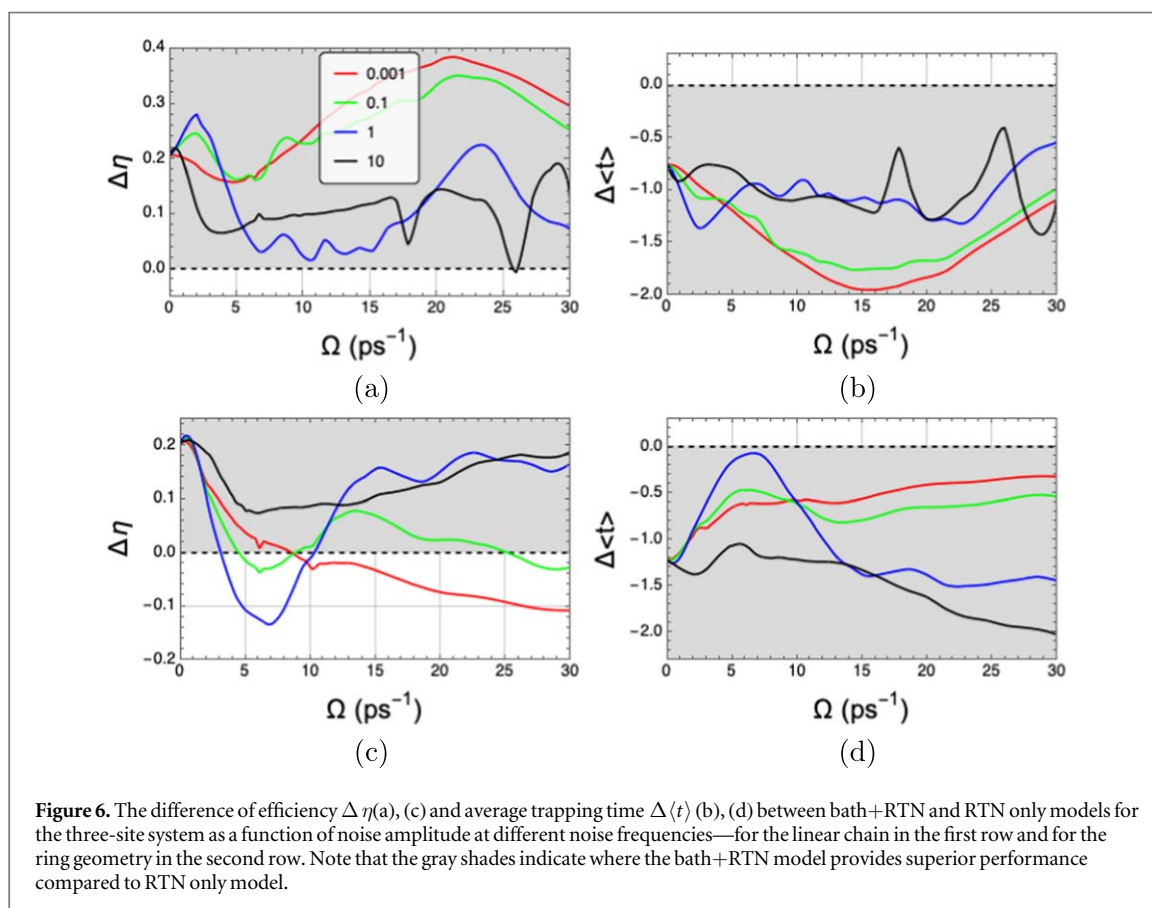 0.4
0.3
0.2
0.1
0.0
Δη
0.001
0.1
1
10
0 5 10 15 20 25 30
Ω (ps⁻¹)
(a)
0.0
−0.5
−1.0
−1.5
−2.0
Δ<t>
0 5 10 15 20 25 30
Ω (ps⁻¹)
(b)
0.2
0.1
0.0
−0.1
−0.2
Δη
0 5 10 15 20 25 30
Ω (ps⁻¹)
(c)
0.0
−0.5
−1.0
−1.5
−2.0
Δ<t>
0 5 10 15 20 25 30
Ω (ps⁻¹)
(d)
Figure 6. The difference of efficiency Δ η(a), (c) and average trapping time Δ⟨t⟩ (b), (d) between bath+RTN and RTN only models for
the three-site system as a function of noise amplitude at different noise frequencies—for the linear chain in the first row and for the
ring geometry in the second row. Note that the gray shades indicate where the bath+RTN model provides superior performance
compared to RTN only model.